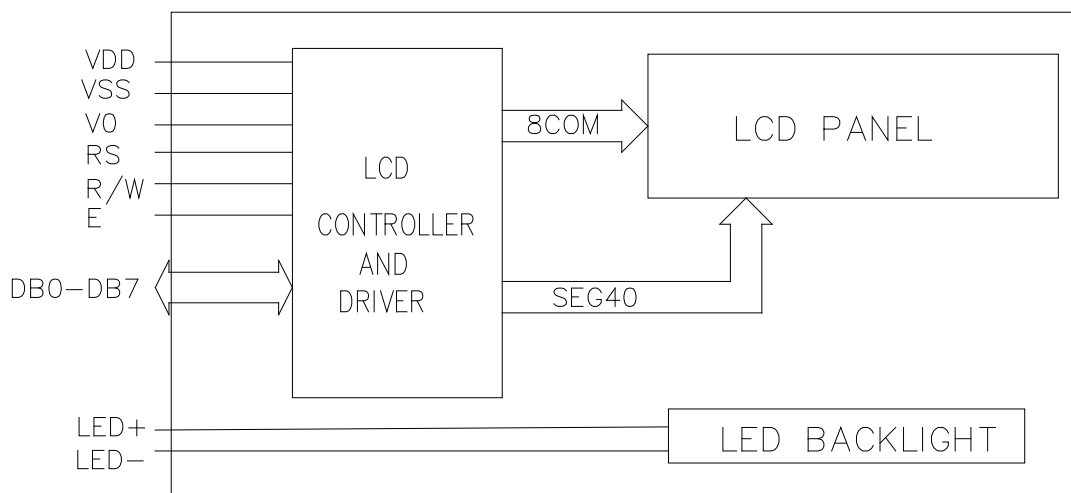 VDD
VSS
V0
RS
R/W
E
DB0-DB7
LED+
LED-
LCD
CONTROLLER
AND
DRIVER
8COM
SEG40
LCD PANEL
LED BACKLIGHT